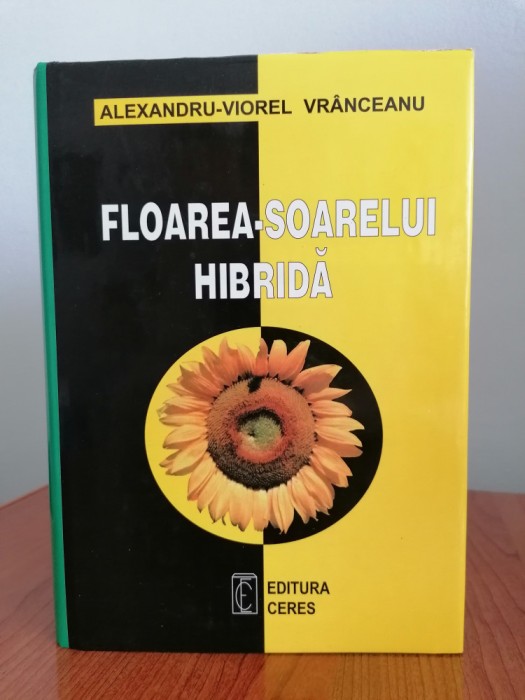 ALEXANDRU-VIOREL VRÂNCEANU
FLOAREA-SOARELUI
HIBRIDĂ
EDITURA
CERES